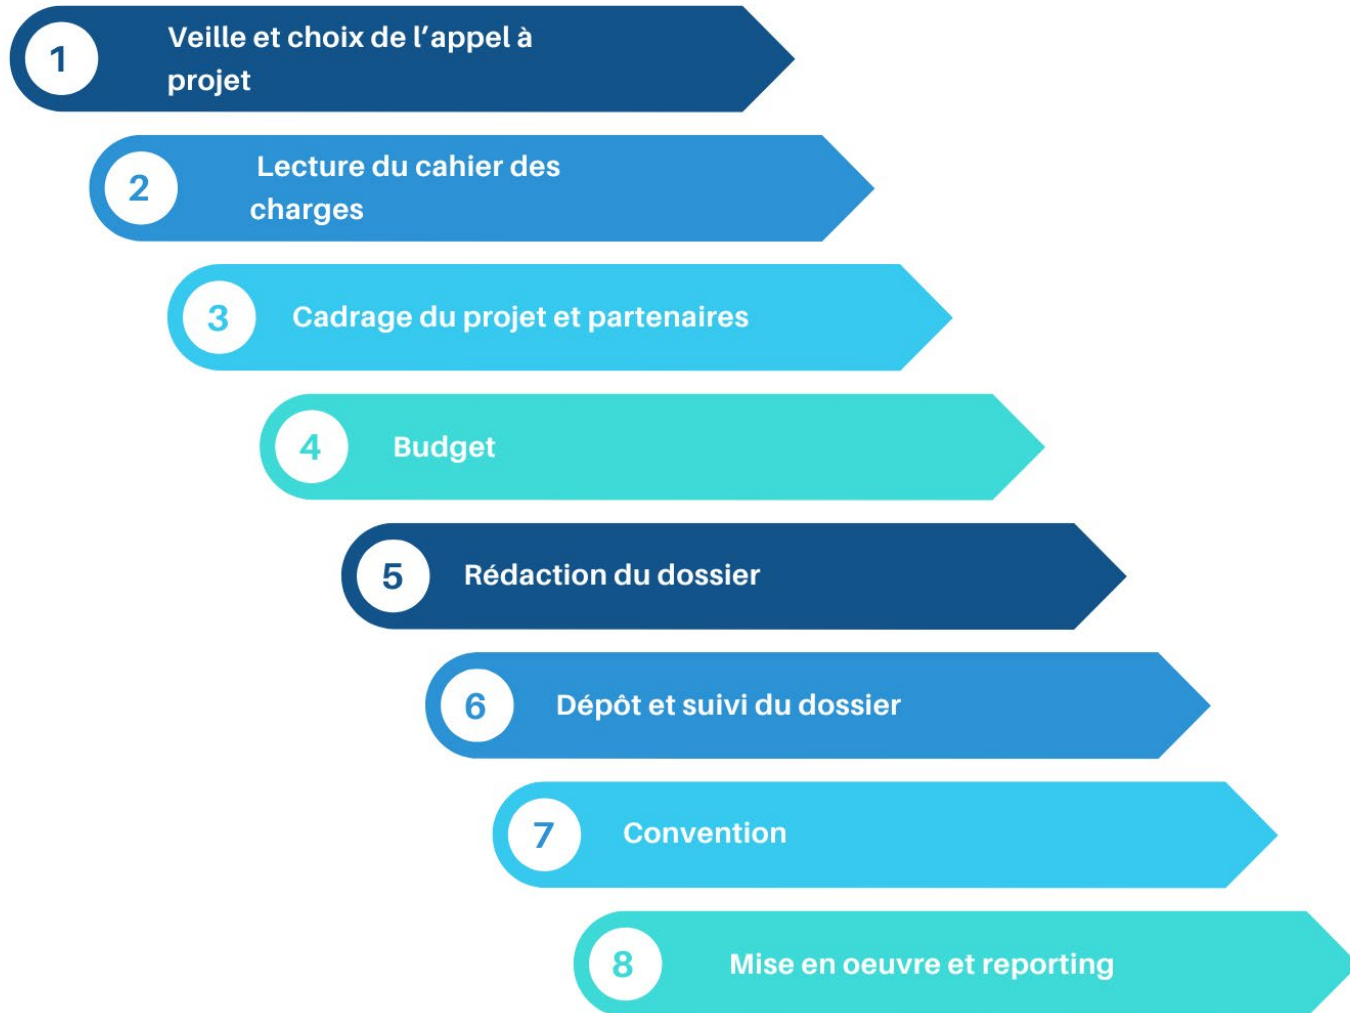 1
Veille et choix de l’appel à
projet
2
Lecture du cahier des
charges
3
Cadrage du projet et partenaires
4
Budget
5
Rédaction du dossier
6
Dépôt et suivi du dossier
7
Convention
8
Mise en oeuvre et reporting